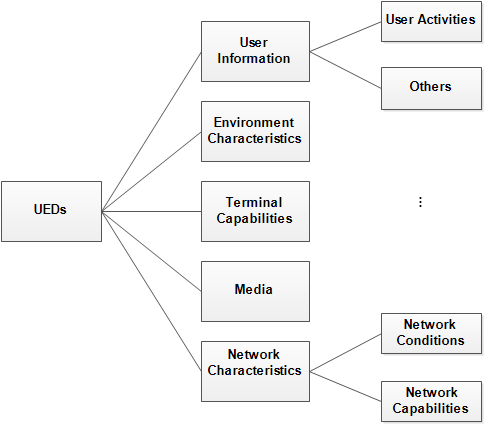 UEDs
User
Information
Environment
Characteristics
Terminal
Capabilities
Media
Network
Characteristics
User Activities
Others
⋮
Network
Conditions
Network
Capabilities